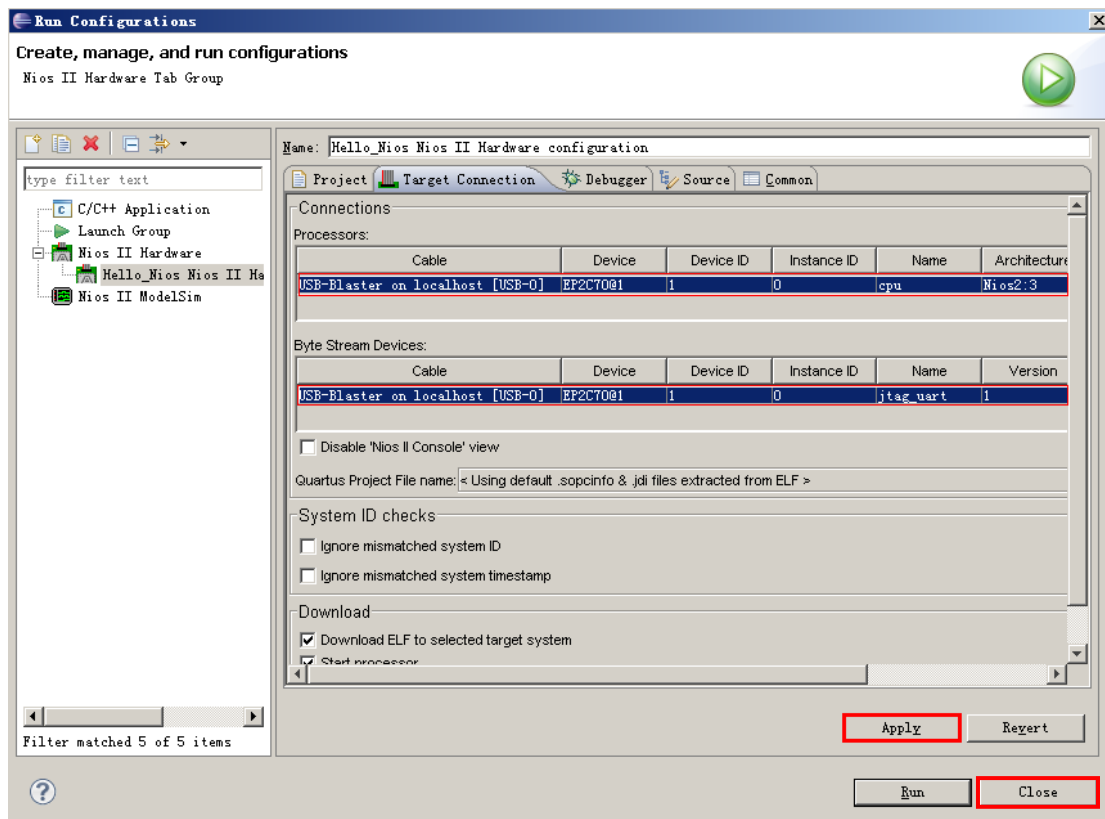 Run Configurations
Create, manage, and run configurations
Nios II Hardware Tab Group
type filter text
C/C++ Application
Launch Group
Nios II Hardware
Hello_Nios Nios II Ha
Nios II ModelSim
Filter matched 5 of 5 items
Name: Hello_Nios Nios II Hardware configuration
Project Target Connection Debugger Source Common
Connections
Processors:
Cable Device Device ID Instance ID Name Architecture
USB-Blaster on localhost [USB-0] EP2C70@1 1 0 cpu Nios2:3
Byte Stream Devices:
Cable Device Device ID Instance ID Name Version
USB-Blaster on localhost [USB-0] EP2C70@1 1 0 jtag_uart 1
Disable 'Nios II Console' view
Quartus Project File name: < Using default .sopcinfo & .jdi files extracted from ELF >
System ID checks
Ignore mismatched system ID
Ignore mismatched system timestamp
Download
Download ELF to selected target system
Start processor
Apply Revert
Run Close